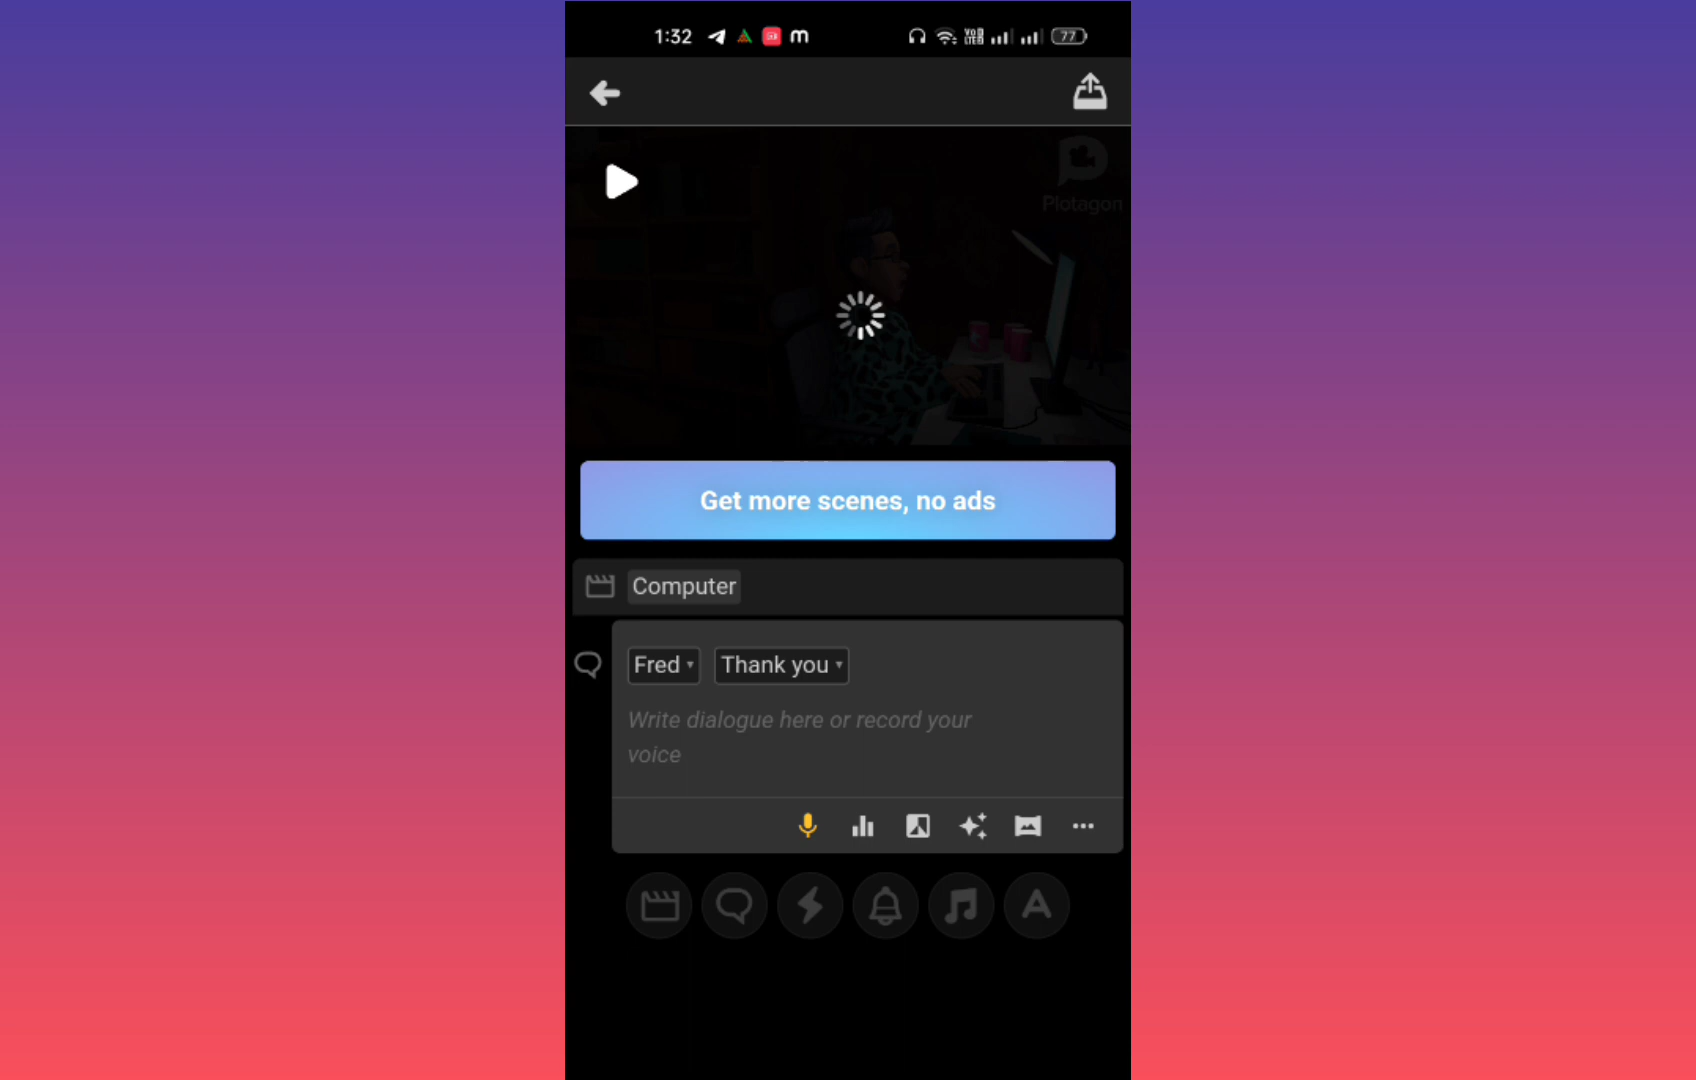 1:32 m 77
Plotagon
Get more scenes, no ads
Computer
Fred Thank you
Write dialogue here or record your
voice